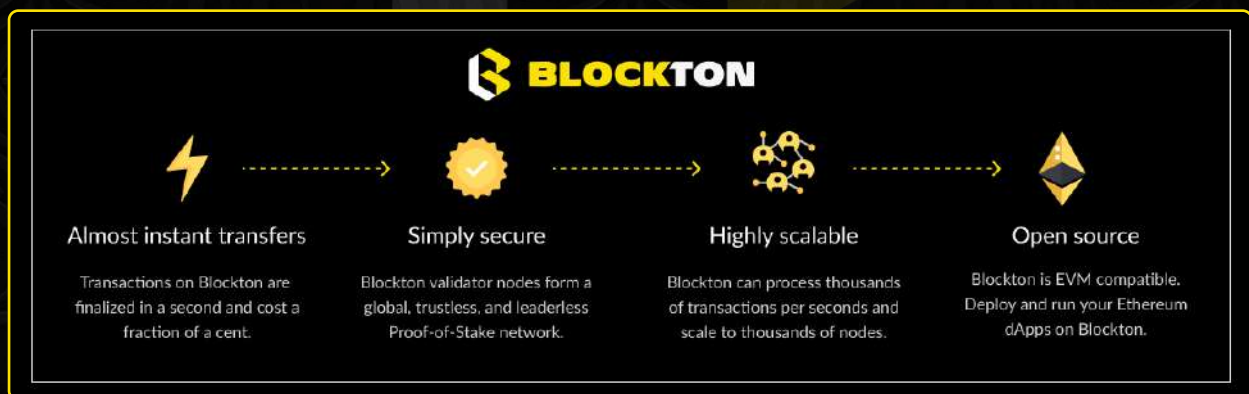 BLOCKTON
Almost instant transfers
Transactions on Blockton are
finalized in a second and cost a
fraction of a cent.
Simply secure
Blockton validator nodes form a
global, trustless, and leaderless
Proof-of-Stake network.
Highly scalable
Blockton can process thousands
of transactions per seconds and
scale to thousands of nodes.
Open source
Blockton is EVM compatible.
Deploy and run your Ethereum
dApps on Blockton.